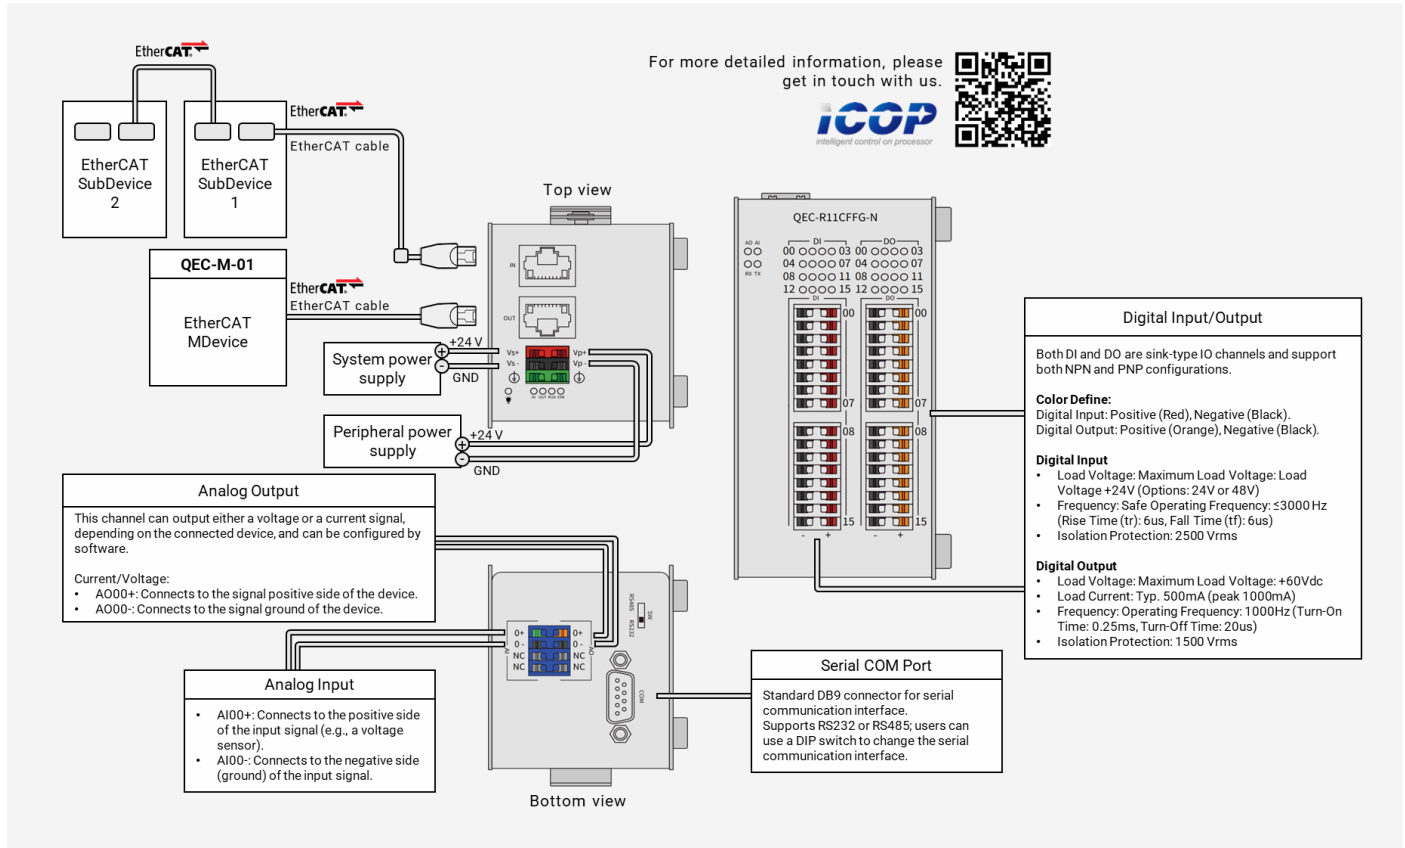 EtherCAT
For more detailed information, please
get in touch with us.
iCOP
intelligent control on processor
EtherCAT
EtherCAT cable
EtherCAT
SubDevice
2
EtherCAT
SubDevice
1
QEC-M-01
EtherCAT
MDevice
EtherCAT
EtherCAT cable
Top view
IN
OUT
Vs+
Vs -
Vp+
Vp -
IN OUT RUN ERR
System power
supply
+
-
+24 V
GND
Peripheral power
supply
+
-
+24 V
GND
QEC-R11CFFG-N
AO AI
RX TX
DI
DO
00 03 00 03
04 07 04 07
08 11 08 11
12 15 12 15
DI
DO
00 00
07 07
08 08
15 15
- + - +
Digital Input/Output
Both DI and DO are sink-type IO channels and support
both NPN and PNP configurations.
Color Define:
Digital Input: Positive (Red), Negative (Black).
Digital Output: Positive (Orange), Negative (Black).
Digital Input
• Load Voltage: Maximum Load Voltage: Load
Voltage +24V (Options: 24V or 48V)
• Frequency: Safe Operating Frequency: ≤3000 Hz
(Rise Time (tr): 6us, Fall Time (tf): 6us)
• Isolation Protection: 2500 Vrms
Digital Output
• Load Voltage: Maximum Load Voltage: +60Vdc
• Load Current: Typ. 500mA (peak 1000mA)
• Frequency: Operating Frequency: 1000Hz (Turn-On
Time: 0.25ms, Turn-Off Time: 20us)
• Isolation Protection: 1500 Vrms
Analog Output
This channel can output either a voltage or a current signal,
depending on the connected device, and can be configured by
software.
Current/Voltage:
• AO00+: Connects to the signal positive side of the device.
• AO00-: Connects to the signal ground of the device.
Analog Input
• AI00+: Connects to the positive side
of the input signal (e.g., a voltage
sensor).
• AI00-: Connects to the negative side
(ground) of the input signal.
RS485
RS232
SW
AI
AO
0+ 0+
0 - 0 -
NC NC
NC NC
COM
Bottom view
Serial COM Port
Standard DB9 connector for serial
communication interface.
Supports RS232 or RS485; users can
use a DIP switch to change the serial
communication interface.